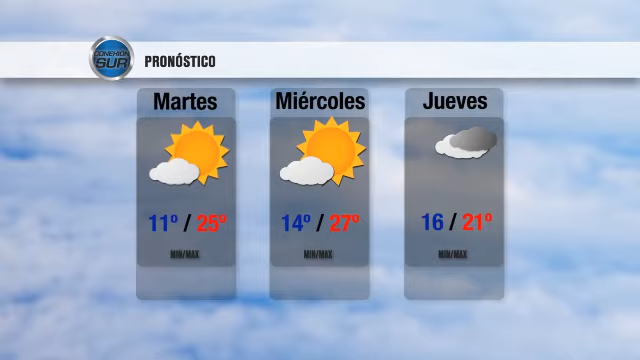 CONEXIÓN
SUR
PRONÓSTICO
Martes
11º / 25º
MIN/MAX
Miércoles
14º / 27º
MIN/MAX
Jueves
16 / 21º
MIN/MAX